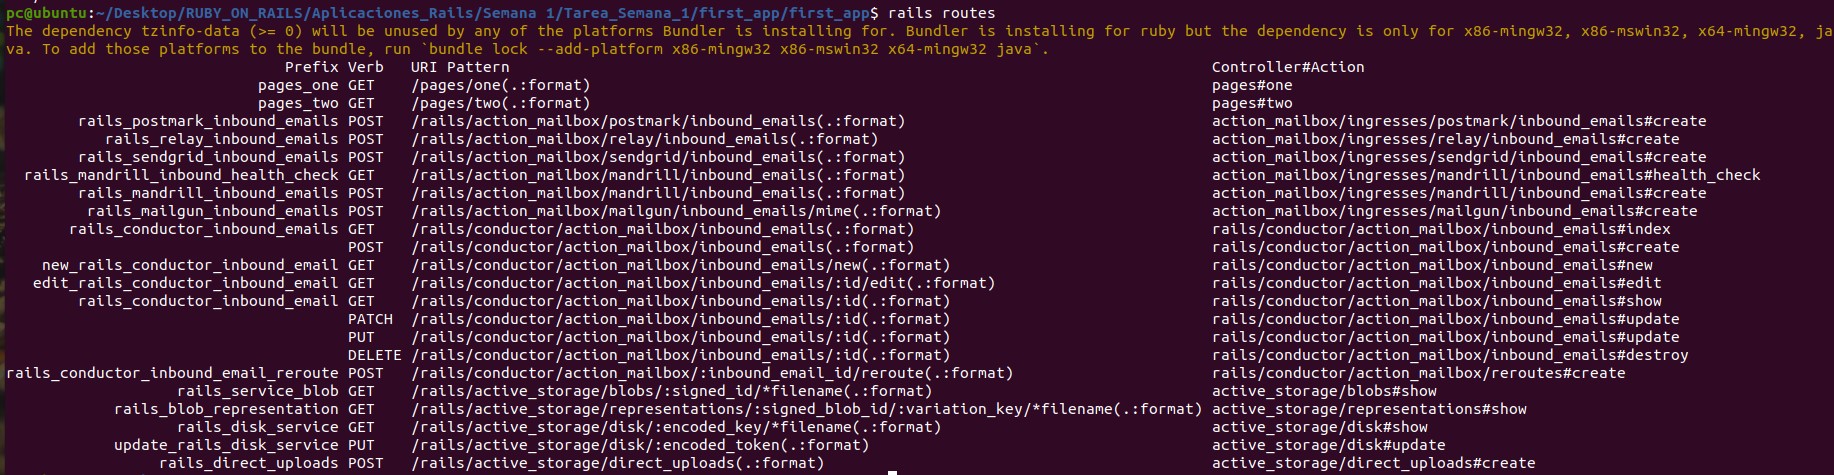 pc@ubuntu:~/Desktop/RUBY_ON_RAILS/Aplicaciones_Rails/Semana 1/Tarea_Semana_1/first_app/first_app$ rails routes
The dependency tzinfo-data (>= 0) will be unused by any of the platforms Bundler is installing for. Bundler is installing for ruby but the dependency is only for x86-mingw32, x86-mswin32, x64-mingw32, ja
va. To add those platforms to the bundle, run `bundle lock --add-platform x86-mingw32 x86-mswin32 x64-mingw32 java`.
Prefix Verb URI Pattern Controller#Action
pages_one GET /pages/one(.:format) pages#one
pages_two GET /pages/two(.:format) pages#two
rails_postmark_inbound_emails POST /rails/action_mailbox/postmark/inbound_emails(.:format) action_mailbox/ingresses/postmark/inbound_emails#create
rails_relay_inbound_emails POST /rails/action_mailbox/relay/inbound_emails(.:format) action_mailbox/ingresses/relay/inbound_emails#create
rails_sendgrid_inbound_emails POST /rails/action_mailbox/sendgrid/inbound_emails(.:format) action_mailbox/ingresses/sendgrid/inbound_emails#create
rails_mandrill_inbound_health_check GET /rails/action_mailbox/mandrill/inbound_emails(.:format) action_mailbox/ingresses/mandrill/inbound_emails#health_check
rails_mandrill_inbound_emails POST /rails/action_mailbox/mandrill/inbound_emails(.:format) action_mailbox/ingresses/mandrill/inbound_emails#create
rails_mailgun_inbound_emails POST /rails/action_mailbox/mailgun/inbound_emails/mime(.:format) action_mailbox/ingresses/mailgun/inbound_emails#create
rails_conductor_inbound_emails GET /rails/conductor/action_mailbox/inbound_emails(.:format) rails/conductor/action_mailbox/inbound_emails#index
POST /rails/conductor/action_mailbox/inbound_emails(.:format) rails/conductor/action_mailbox/inbound_emails#create
new_rails_conductor_inbound_email GET /rails/conductor/action_mailbox/inbound_emails/new(.:format) rails/conductor/action_mailbox/inbound_emails#new
edit_rails_conductor_inbound_email GET /rails/conductor/action_mailbox/inbound_emails/:id/edit(.:format) rails/conductor/action_mailbox/inbound_emails#edit
rails_conductor_inbound_email GET /rails/conductor/action_mailbox/inbound_emails/:id(.:format) rails/conductor/action_mailbox/inbound_emails#show
PATCH /rails/conductor/action_mailbox/inbound_emails/:id(.:format) rails/conductor/action_mailbox/inbound_emails#update
PUT /rails/conductor/action_mailbox/inbound_emails/:id(.:format) rails/conductor/action_mailbox/inbound_emails#update
DELETE /rails/conductor/action_mailbox/inbound_emails/:id(.:format) rails/conductor/action_mailbox/inbound_emails#destroy
rails_conductor_inbound_email_reroute POST /rails/conductor/action_mailbox/:inbound_email_id/reroute(.:format) rails/conductor/action_mailbox/reroutes#create
rails_service_blob GET /rails/active_storage/blobs/:signed_id/*filename(.:format) active_storage/blobs#show
rails_blob_representation GET /rails/active_storage/representations/:signed_blob_id/:variation_key/*filename(.:format) active_storage/representations#show
rails_disk_service GET /rails/active_storage/disk/:encoded_key/*filename(.:format) active_storage/disk#show
update_rails_disk_service PUT /rails/active_storage/disk/:encoded_token(.:format) active_storage/disk#update
rails_direct_uploads POST /rails/active_storage/direct_uploads(.:format) active_storage/direct_uploads#create